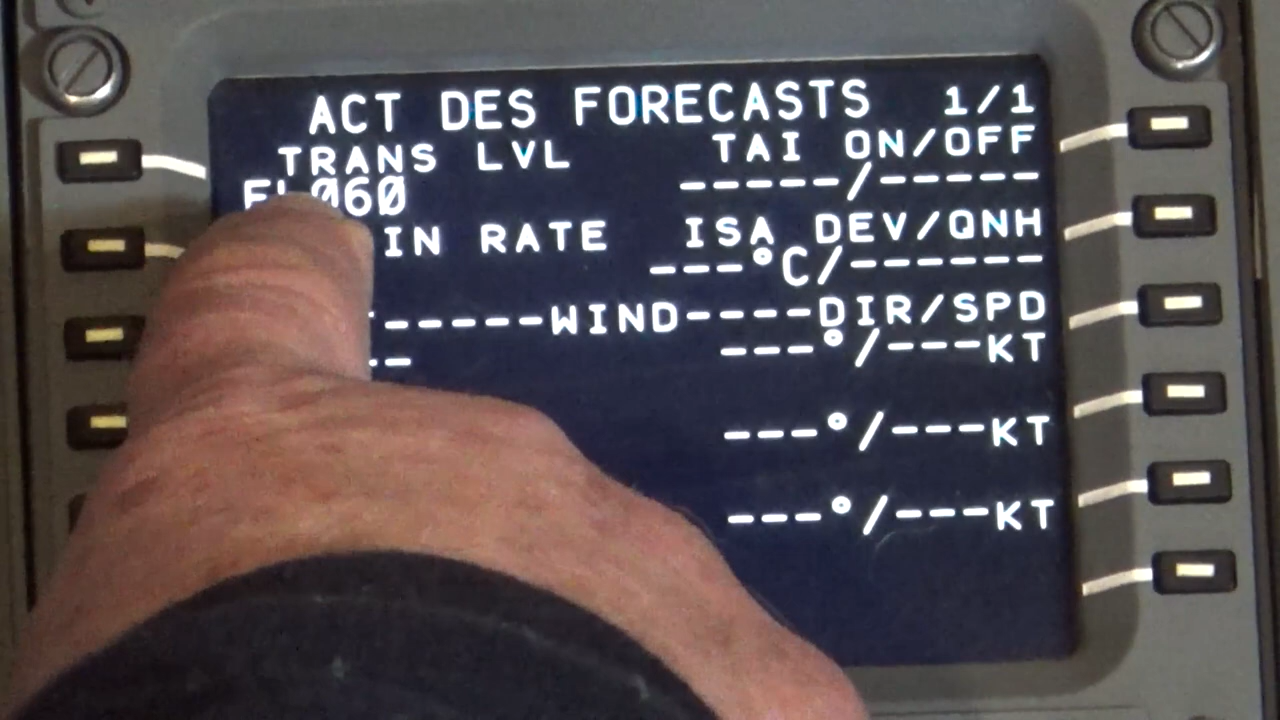 ACT DES FORECASTS 1/1
TRANS LVL TAI ON/OFF
FL060 -----/-----
IN RATE ISA DEV/QNH
---°C/------
-----WIND----DIR/SPD
-- ---°/---KT
---°/---KT
---°/---KT